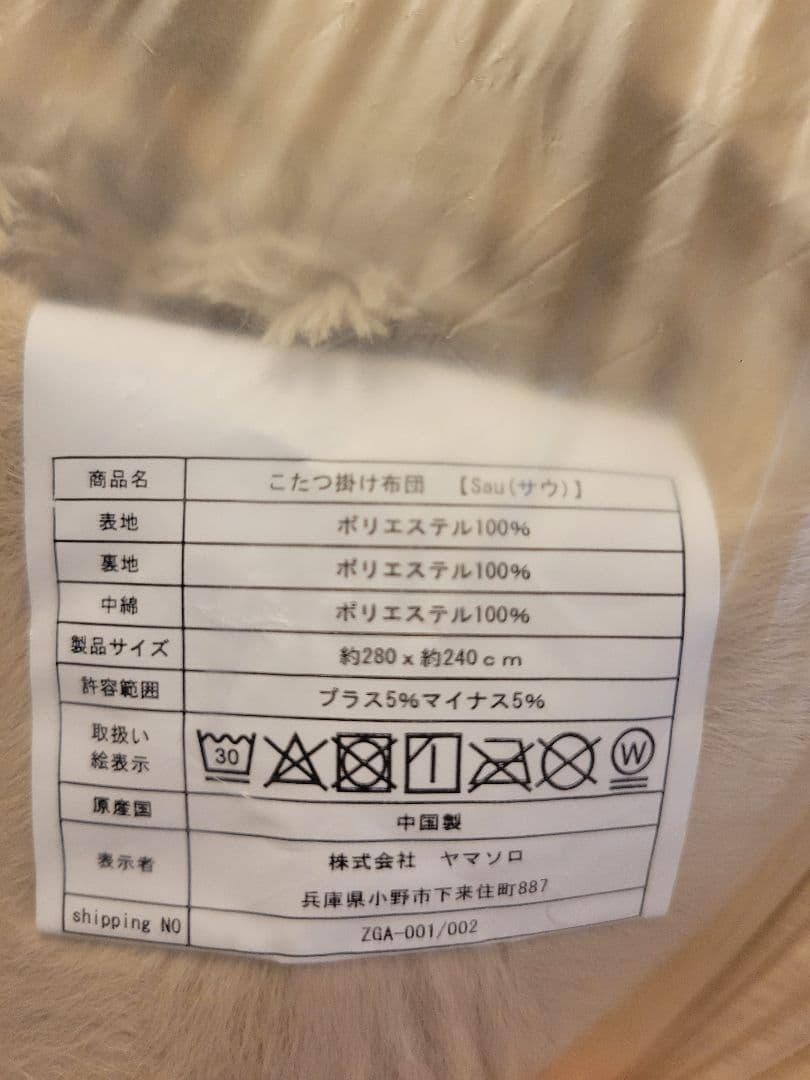 商品名 こたつ掛け布団 【Sau(サウ)】
表地 ポリエステル100%
裏地 ポリエステル100%
中綿 ポリエステル100%
製品サイズ 約280x約240cm
許容範囲 プラス5%マイナス5%
取扱い
絵表示
30
W
原産国 中国製
表示者 株式会社 ヤマソロ
兵庫県小野市下来住町887
shipping NO ZGA-001/002